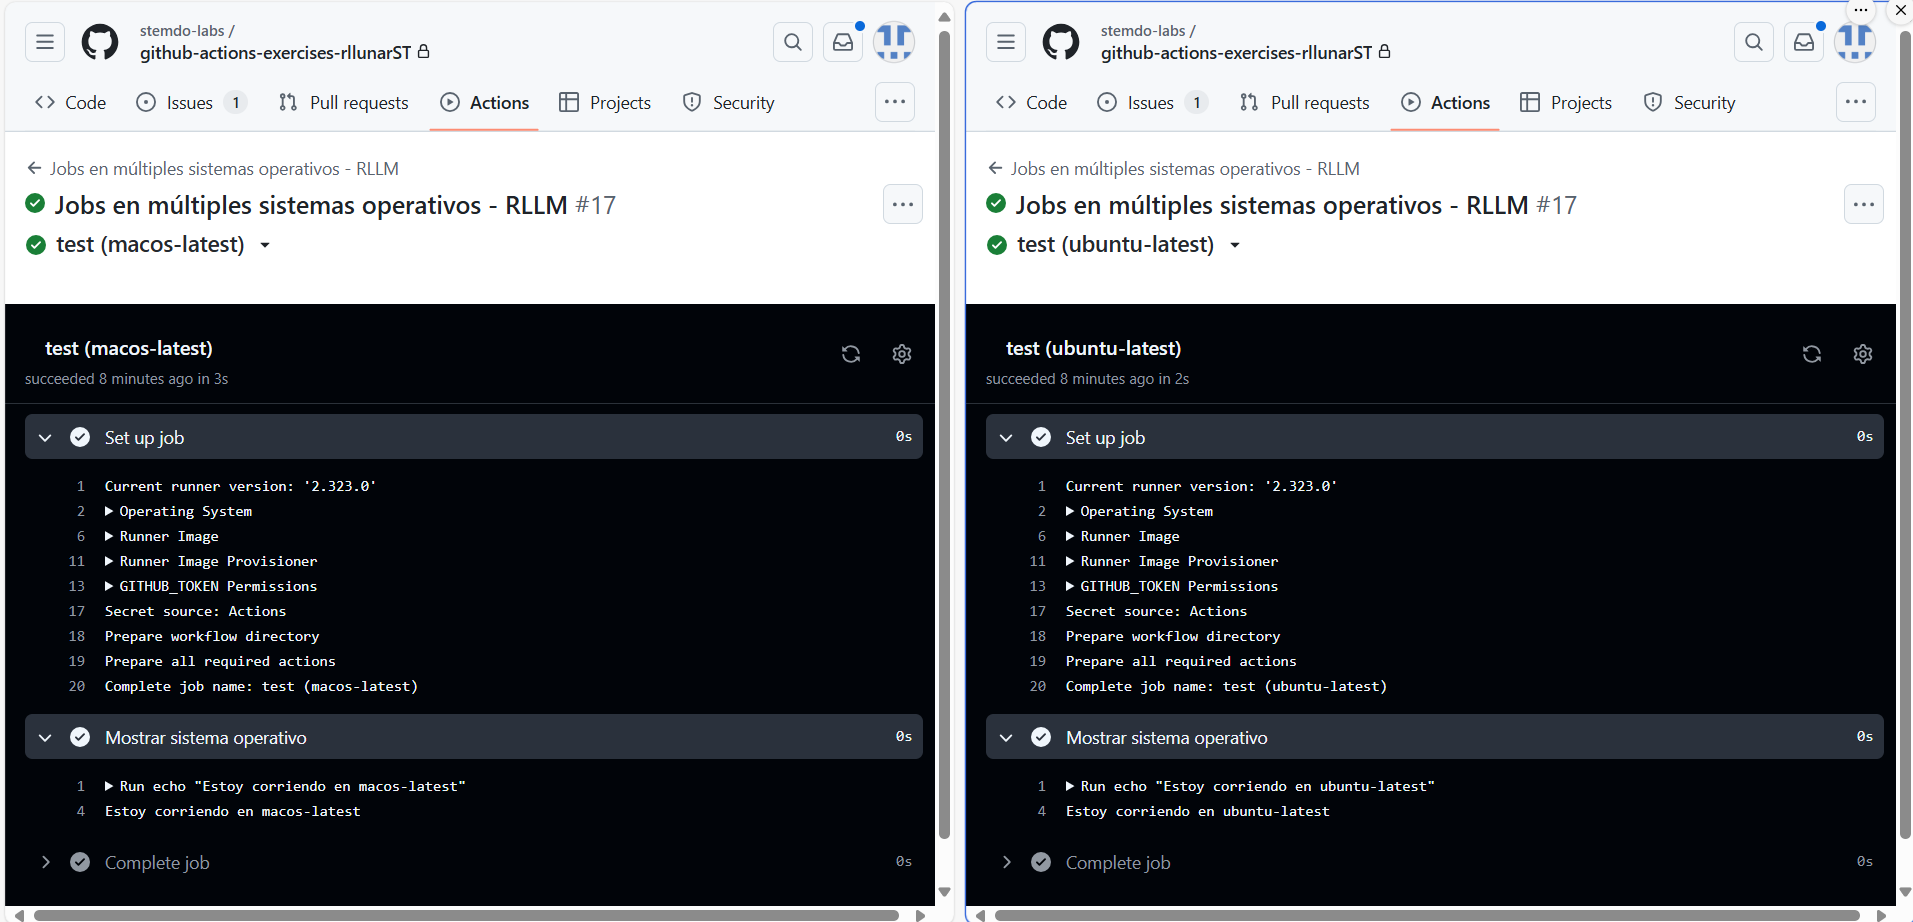 stemdo-labs /
github-actions-exercises-rllunarST
Code Issues 1 Pull requests Actions Projects Security
Jobs en múltiples sistemas operativos - RLLM
Jobs en múltiples sistemas operativos - RLLM #17
test (macos-latest)
test (macos-latest)
succeeded 8 minutes ago in 3s
Set up job 0s
1 Current runner version: '2.323.0'
2 Operating System
6 Runner Image
11 Runner Image Provisioner
13 GITHUB_TOKEN Permissions
17 Secret source: Actions
18 Prepare workflow directory
19 Prepare all required actions
20 Complete job name: test (macos-latest)
Mostrar sistema operativo 0s
1 Run echo "Estoy corriendo en macos-latest"
4 Estoy corriendo en macos-latest
Complete job 0s
stemdo-labs /
github-actions-exercises-rllunarST
Code Issues 1 Pull requests Actions Projects Security
Jobs en múltiples sistemas operativos - RLLM
Jobs en múltiples sistemas operativos - RLLM #17
test (ubuntu-latest)
test (ubuntu-latest)
succeeded 8 minutes ago in 2s
Set up job 0s
1 Current runner version: '2.323.0'
2 Operating System
6 Runner Image
11 Runner Image Provisioner
13 GITHUB_TOKEN Permissions
17 Secret source: Actions
18 Prepare workflow directory
19 Prepare all required actions
20 Complete job name: test (ubuntu-latest)
Mostrar sistema operativo 0s
1 Run echo "Estoy corriendo en ubuntu-latest"
4 Estoy corriendo en ubuntu-latest
Complete job 0s